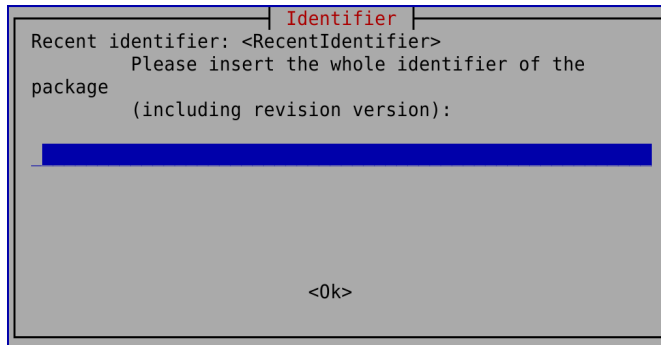 Identifier
Recent identifier: <RecentIdentifier>
Please insert the whole identifier of the
package
(including revision version):
<Ok>